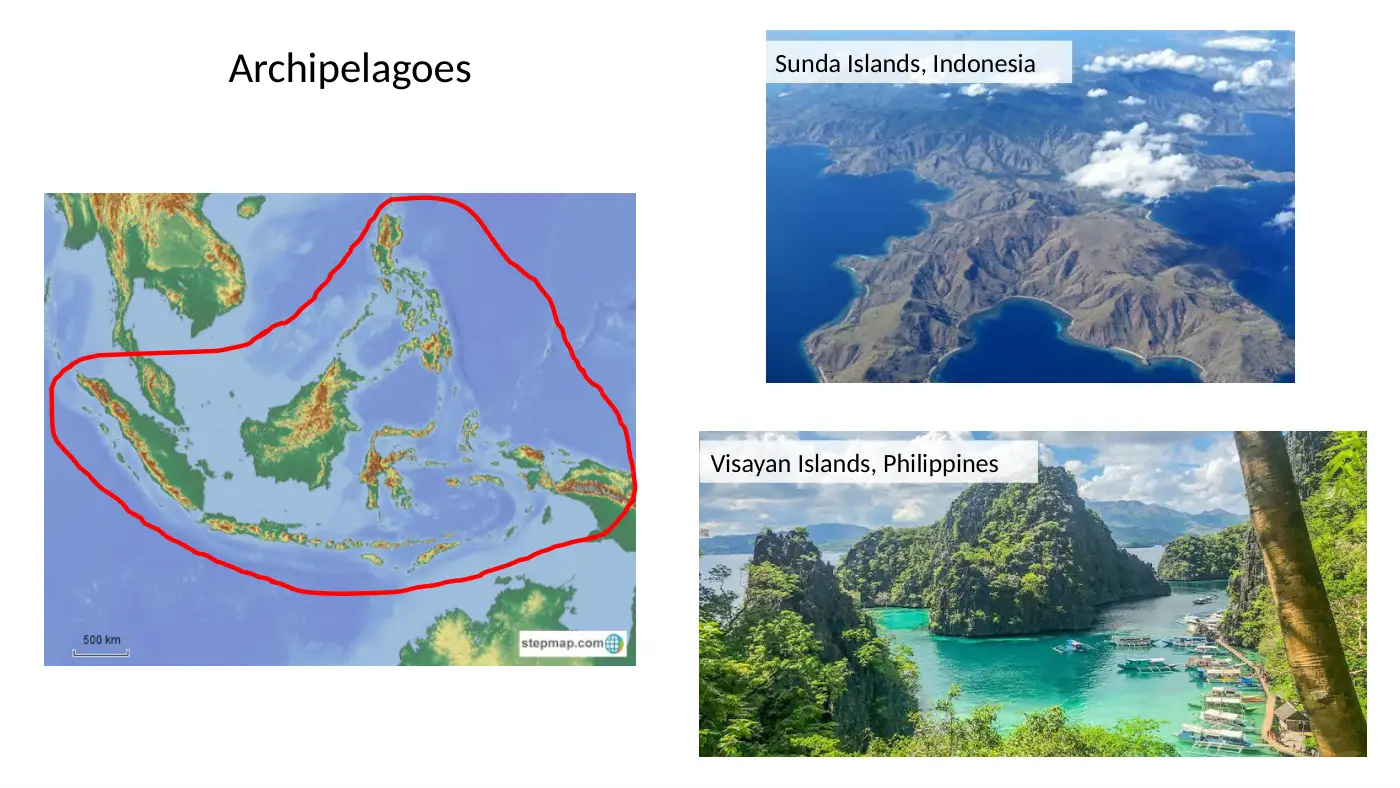 Archipelagoes
Sunda Islands, Indonesia
500 km
stepmap.com
Visayan Islands, Philippines